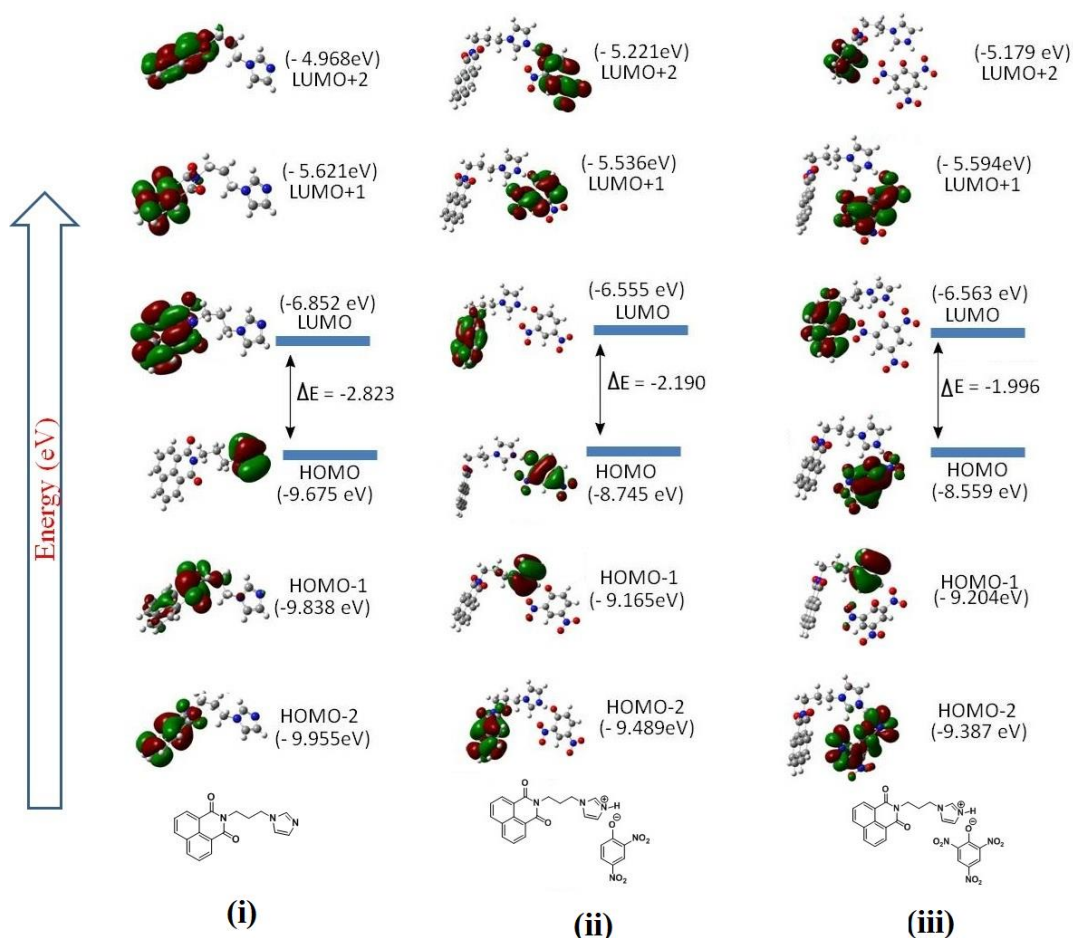 (- 4.968eV)
LUMO+2
(- 5.621eV)
LUMO+1
(-6.852 eV)
LUMO
ΔE = -2.823
HOMO
(-9.675 eV)
HOMO-1
(-9.838 eV)
HOMO-2
(- 9.955eV)
O
N
O
N
N
(i)
(- 5.221eV)
LUMO+2
(- 5.536eV)
LUMO+1
(-6.555 eV)
LUMO
ΔE = -2.190
HOMO
(-8.745 eV)
HOMO-1
(- 9.165eV)
HOMO-2
(- 9.489eV)
O
N
O
N
⊕
N-H
⊖
O
NO₂
NO₂
(ii)
(-5.179 eV)
LUMO+2
(-5.594eV)
LUMO+1
(-6.563 eV)
LUMO
ΔE = -1.996
HOMO
(-8.559 eV)
HOMO-1
(- 9.204eV)
HOMO-2
(-9.387 eV)
O
N
O
N
⊕
N-H
⊖
O
O₂N
NO₂
NO₂
(iii)
Energy (eV)